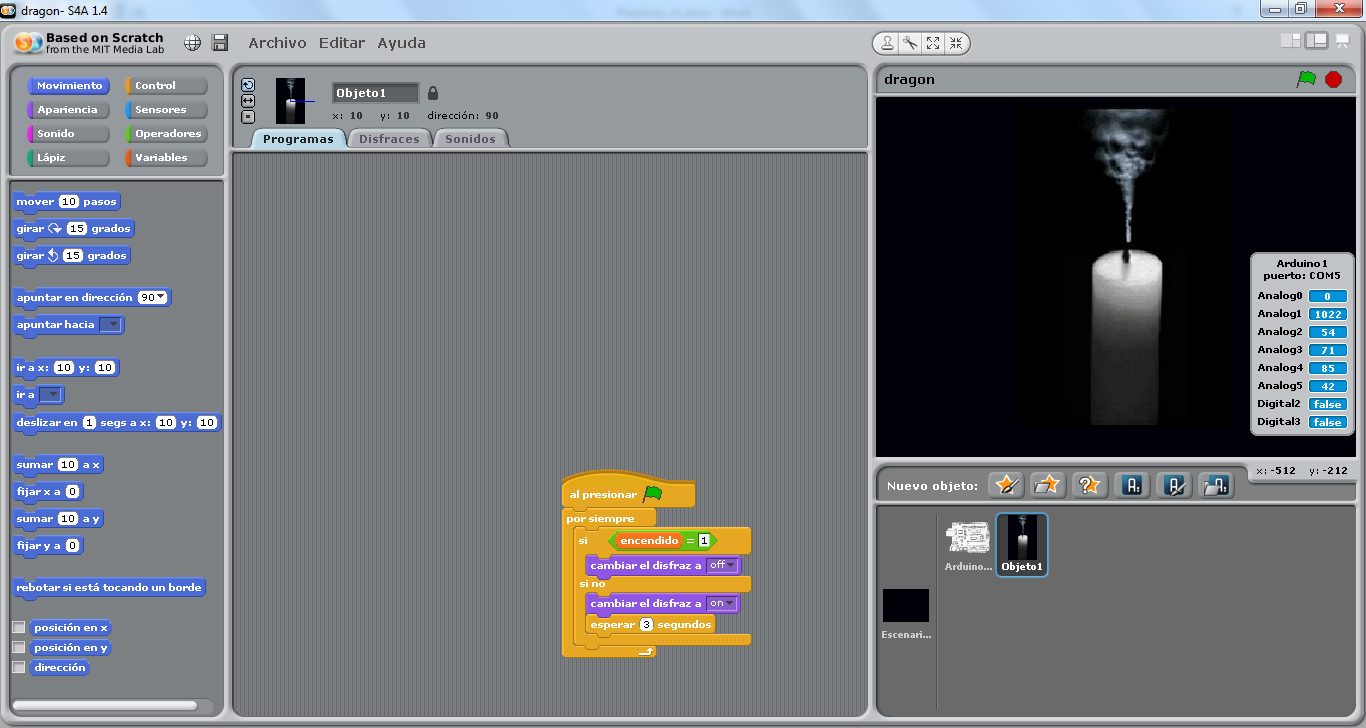 dragon- S4A 1.4
Based on Scratch
from the MIT Media Lab
Archivo Editar Ayuda
Movimiento Control
Apariencia Sensores
Sonido Operadores
Lápiz Variables
mover 10 pasos
girar 15 grados
girar 15 grados
apuntar en dirección 90
apuntar hacia
ir a x: 10 y: 10
ir a
deslizar en 1 segs a x: 10 y: 10
sumar 10 a x
fijar x a 0
sumar 10 a y
fijar y a 0
rebotar si está tocando un borde
posición en x
posición en y
dirección
Objeto1
x: 10 y: 10 dirección: 90
Programas Disfraces Sonidos
al presionar
por siempre
si encendido = 1
cambiar el disfraz a off
si no
cambiar el disfraz a on
esperar 3 segundos
dragon
Arduino1
puerto: COM5
Analog0 0
Analog1 1022
Analog2 54
Analog3 71
Analog4 85
Analog5 42
Digital2 false
Digital3 false
x: -512 y: -212
Nuevo objeto:
Arduino... Objeto1
Escenari...